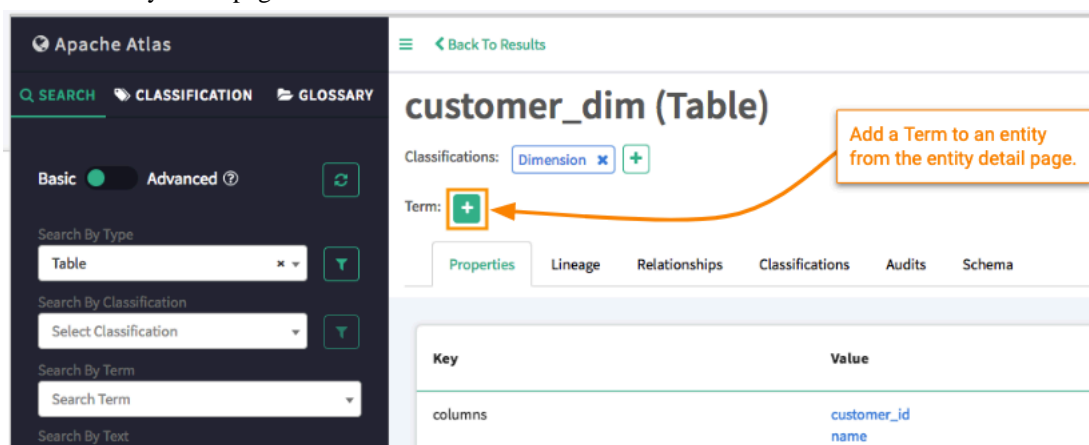 Apache Atlas
Back To Results
SEARCH CLASSIFICATION GLOSSARY
customer_dim (Table)
Add a Term to an entity
from the entity detail page.
Classifications: Dimension × +
Basic Advanced ?
Term: +
Search By Type
Table × 
Properties Lineage Relationships Classifications Audits Schema
Search By Classification
Select Classification
Key Value
Search By Term
Search Term
columns customer_id
name
Search By Text